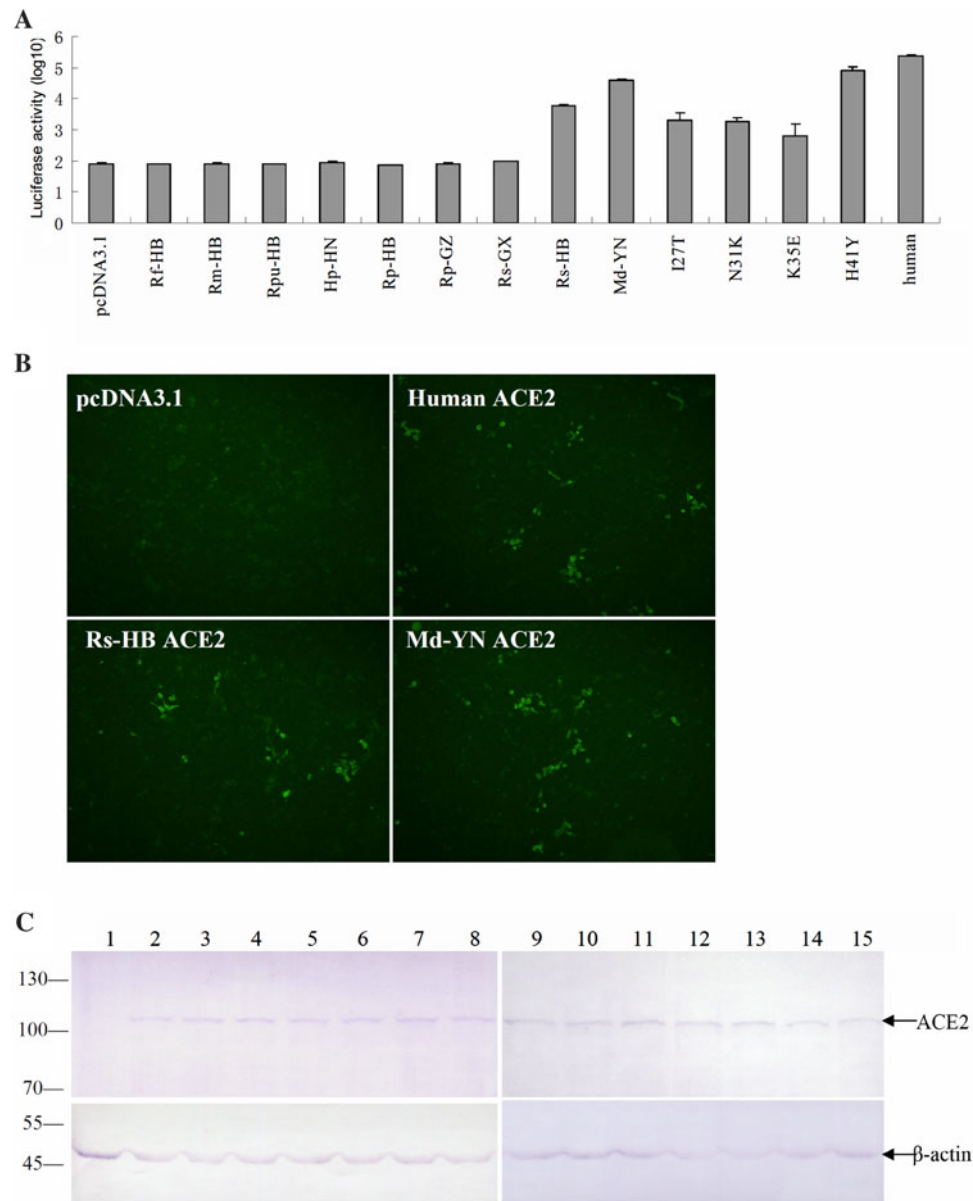 A
Luciferase activity (log10)
6
5
4
3
2
1
0
pcDNA3.1
Rf-HB
Rm-HB
Rpu-HB
Hp-HN
Rp-HB
Rp-GZ
Rs-GX
Rs-HB
Md-YN
I27T
N31K
K35E
H41Y
human
B
pcDNA3.1
Human ACE2
Rs-HB ACE2
Md-YN ACE2
C
1 2 3 4 5 6 7 8 9 10 11 12 13 14 15
130
100
ACE2
70
55
β-actin
45